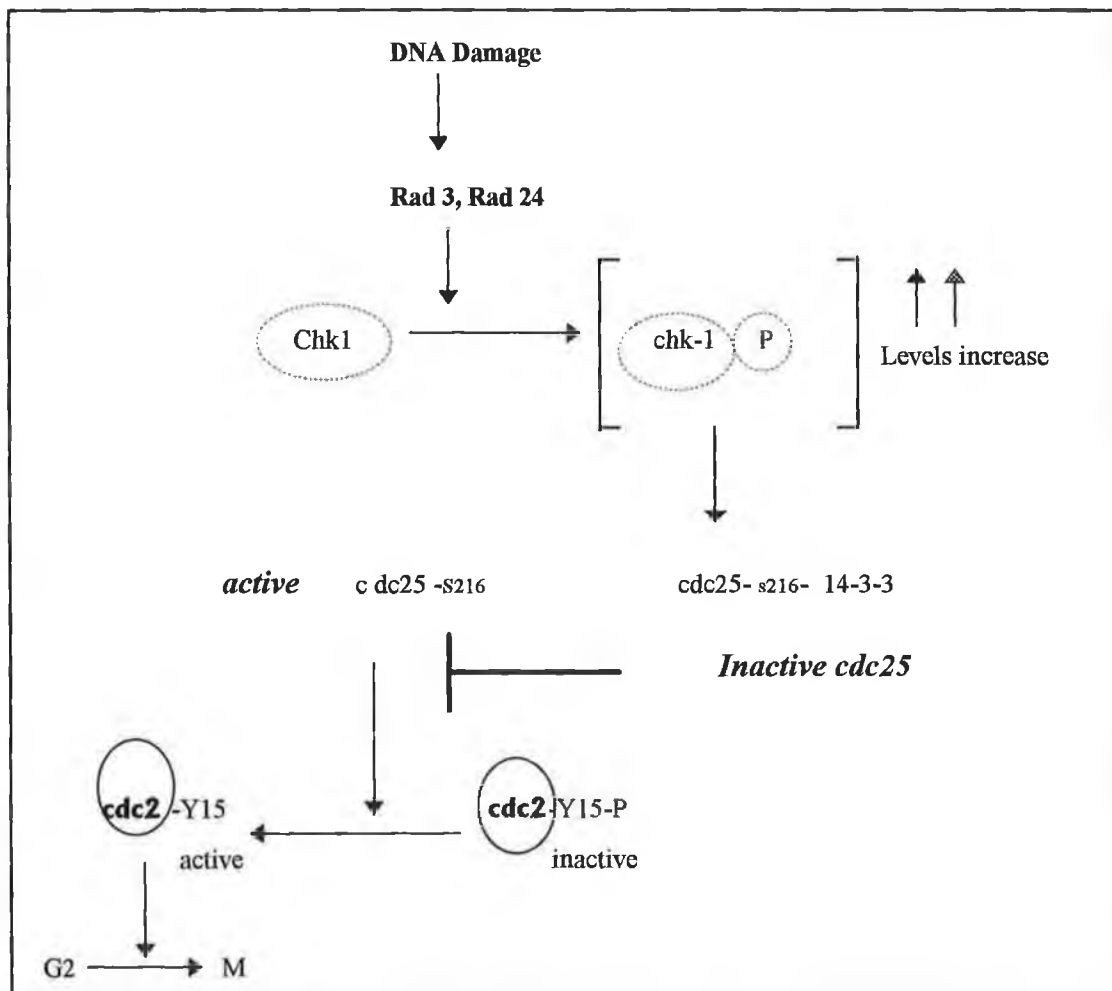 DNA Damage
Rad 3, Rad 24
Chk1
chk-1 P
Levels increase
active c dc25 -S216
cdc25- s216- 14-3-3
Inactive cdc25
cdc2 -Y15
active
cdc2-Y15-P
inactive
G2 M